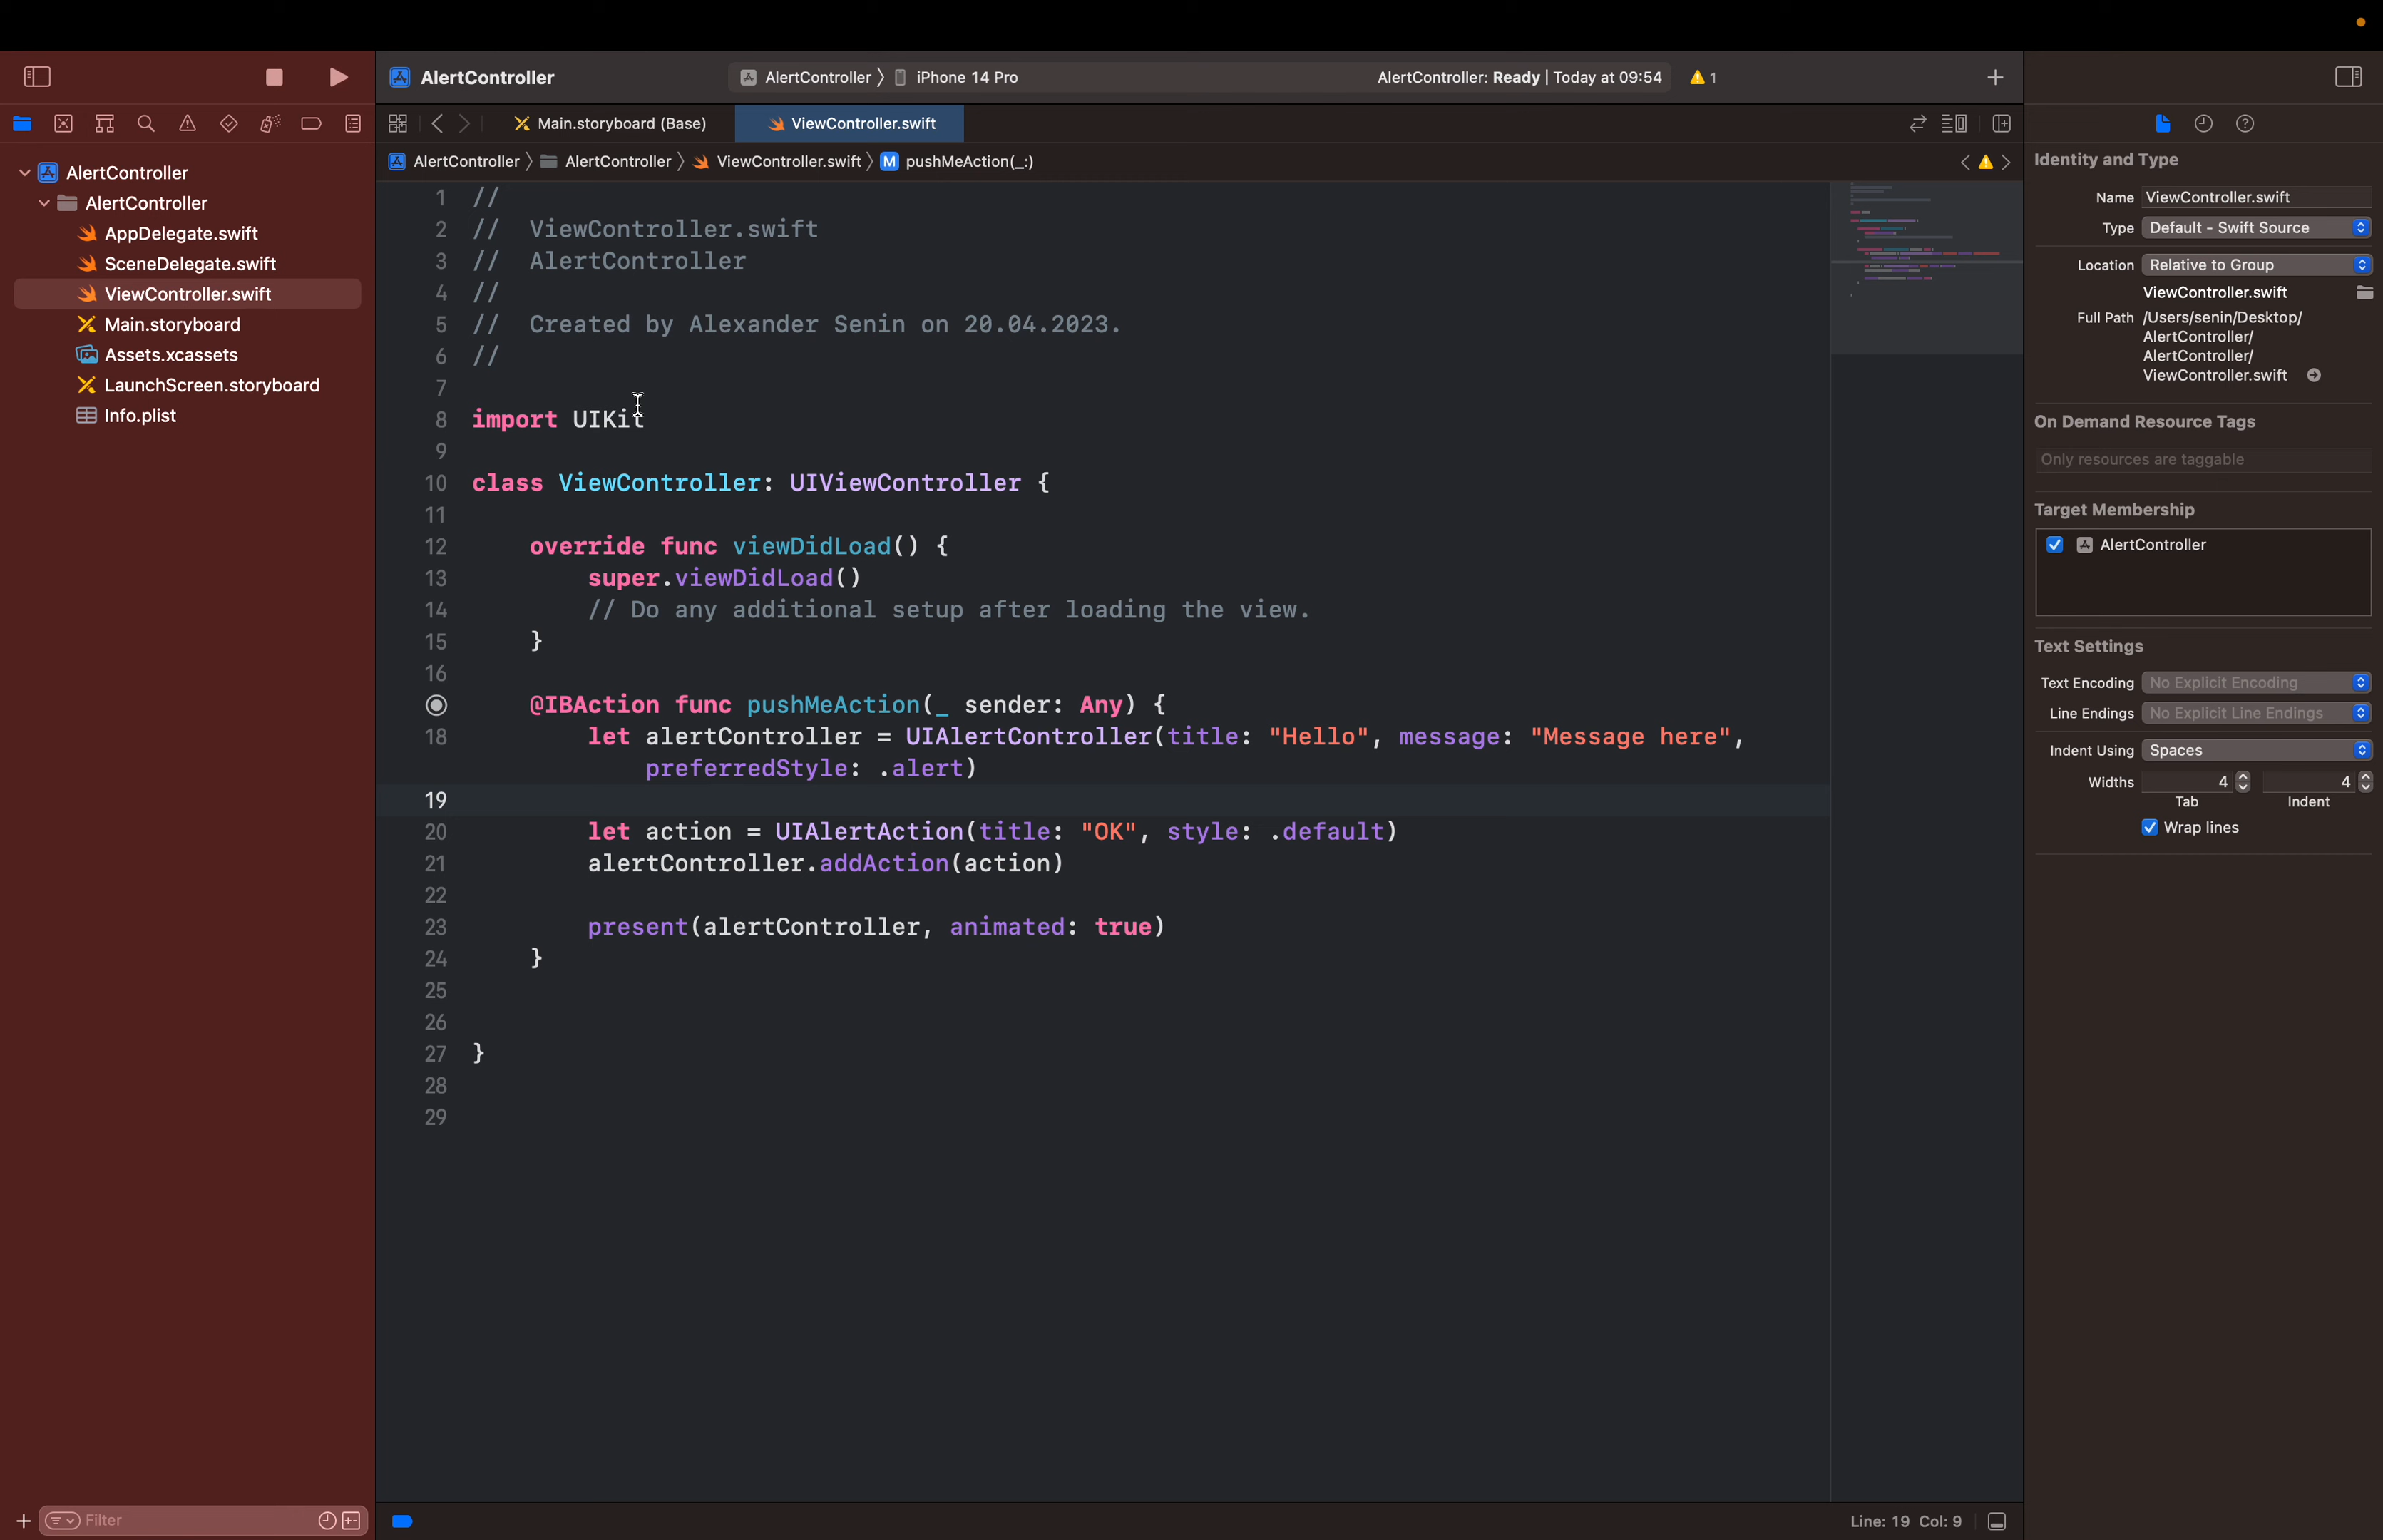 AlertController
AlertController 〉 iPhone 14 Pro
AlertController: Ready | Today at 09:54
1
Main.storyboard (Base)
ViewController.swift
AlertController 〉 AlertController 〉 ViewController.swift 〉 M pushMeAction(_:)
AlertController
AlertController
AppDelegate.swift
SceneDelegate.swift
ViewController.swift
Main.storyboard
Assets.xcassets
LaunchScreen.storyboard
Info.plist
Filter
1 //
2 //  ViewController.swift
3 //  AlertController
4 //
5 //  Created by Alexander Senin on 20.04.2023.
6 //
7
8 import UIKit
9
10 class ViewController: UIViewController {
11
12     override func viewDidLoad() {
13         super.viewDidLoad()
14         // Do any additional setup after loading the view.
15     }
16
@IBAction func pushMeAction(_ sender: Any) {
18         let alertController = UIAlertController(title: "Hello", message: "Message here",
preferredStyle: .alert)
19
20         let action = UIAlertAction(title: "OK", style: .default)
21         alertController.addAction(action)
22
23         present(alertController, animated: true)
24     }
25
26
27 }
28
29
Line: 19 Col: 9
Identity and Type
Name ViewController.swift
Type Default - Swift Source
Location Relative to Group
ViewController.swift
Full Path /Users/senin/Desktop/
AlertController/
AlertController/
ViewController.swift
On Demand Resource Tags
Only resources are taggable
Target Membership
AlertController
Text Settings
Text Encoding No Explicit Encoding
Line Endings No Explicit Line Endings
Indent Using Spaces
Widths 4 4
Tab Indent
Wrap lines